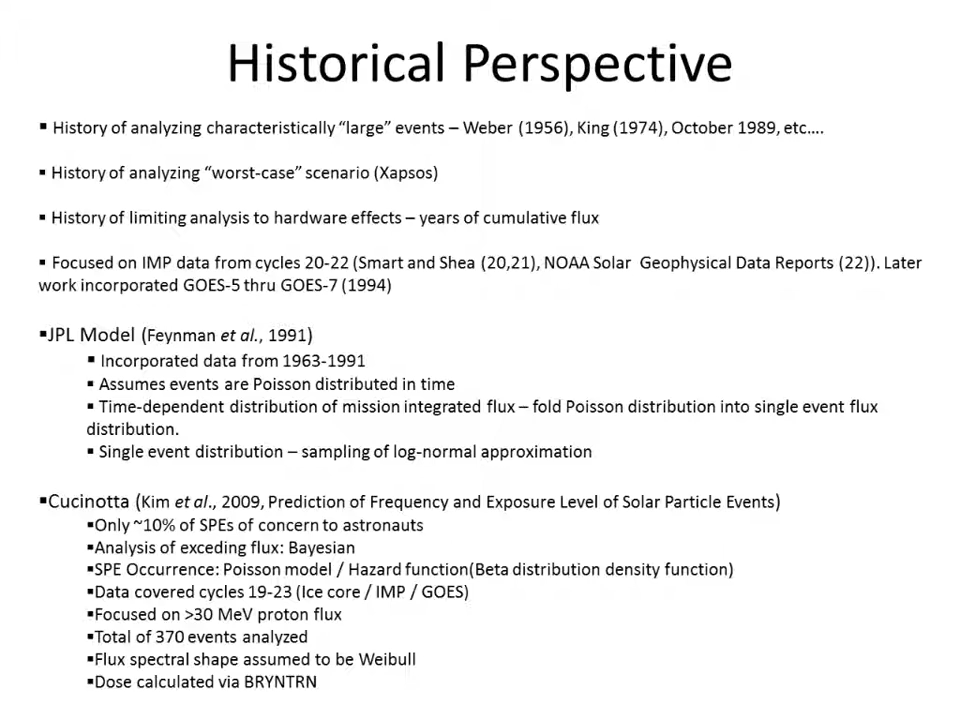 Historical Perspective
▪ History of analyzing characteristically “large” events – Weber (1956), King (1974), October 1989, etc….
▪ History of analyzing “worst-case” scenario (Xapsos)
▪ History of limiting analysis to hardware effects – years of cumulative flux
▪ Focused on IMP data from cycles 20-22 (Smart and Shea (20,21), NOAA Solar Geophysical Data Reports (22)). Later
work incorporated GOES-5 thru GOES-7 (1994)
▪JPL Model (Feynman et al., 1991)
▪ Incorporated data from 1963-1991
▪ Assumes events are Poisson distributed in time
▪ Time-dependent distribution of mission integrated flux – fold Poisson distribution into single event flux
distribution.
▪ Single event distribution – sampling of log-normal approximation
▪Cucinotta (Kim et al., 2009, Prediction of Frequency and Exposure Level of Solar Particle Events)
▪Only ~10% of SPEs of concern to astronauts
▪Analysis of exceding flux: Bayesian
▪SPE Occurrence: Poisson model / Hazard function(Beta distribution density function)
▪Data covered cycles 19-23 (Ice core / IMP / GOES)
▪Focused on >30 MeV proton flux
▪Total of 370 events analyzed
▪Flux spectral shape assumed to be Weibull
▪Dose calculated via BRYNTRN